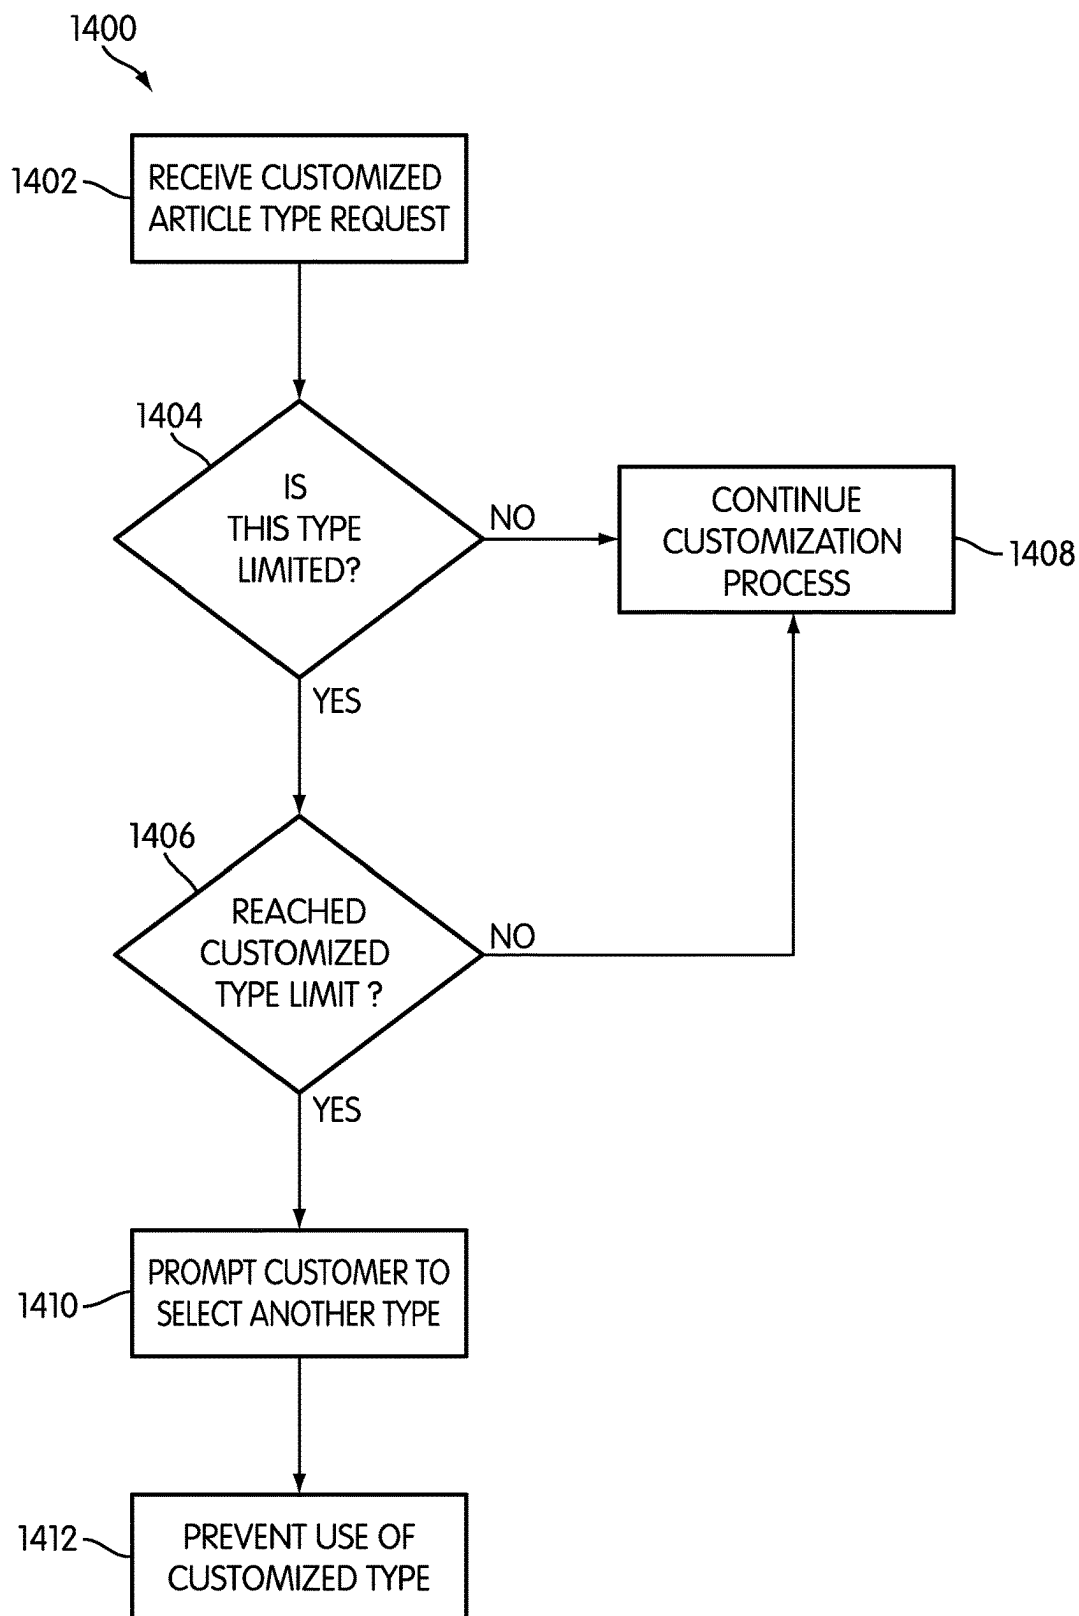 1400
1402
RECEIVE CUSTOMIZED
ARTICLE TYPE REQUEST
1404
IS
THIS TYPE
LIMITED?
NO
CONTINUE
CUSTOMIZATION
PROCESS
1408
YES
1406
REACHED
CUSTOMIZED
TYPE LIMIT ?
NO
YES
1410
PROMPT CUSTOMER TO
SELECT ANOTHER TYPE
1412
PREVENT USE OF
CUSTOMIZED TYPE